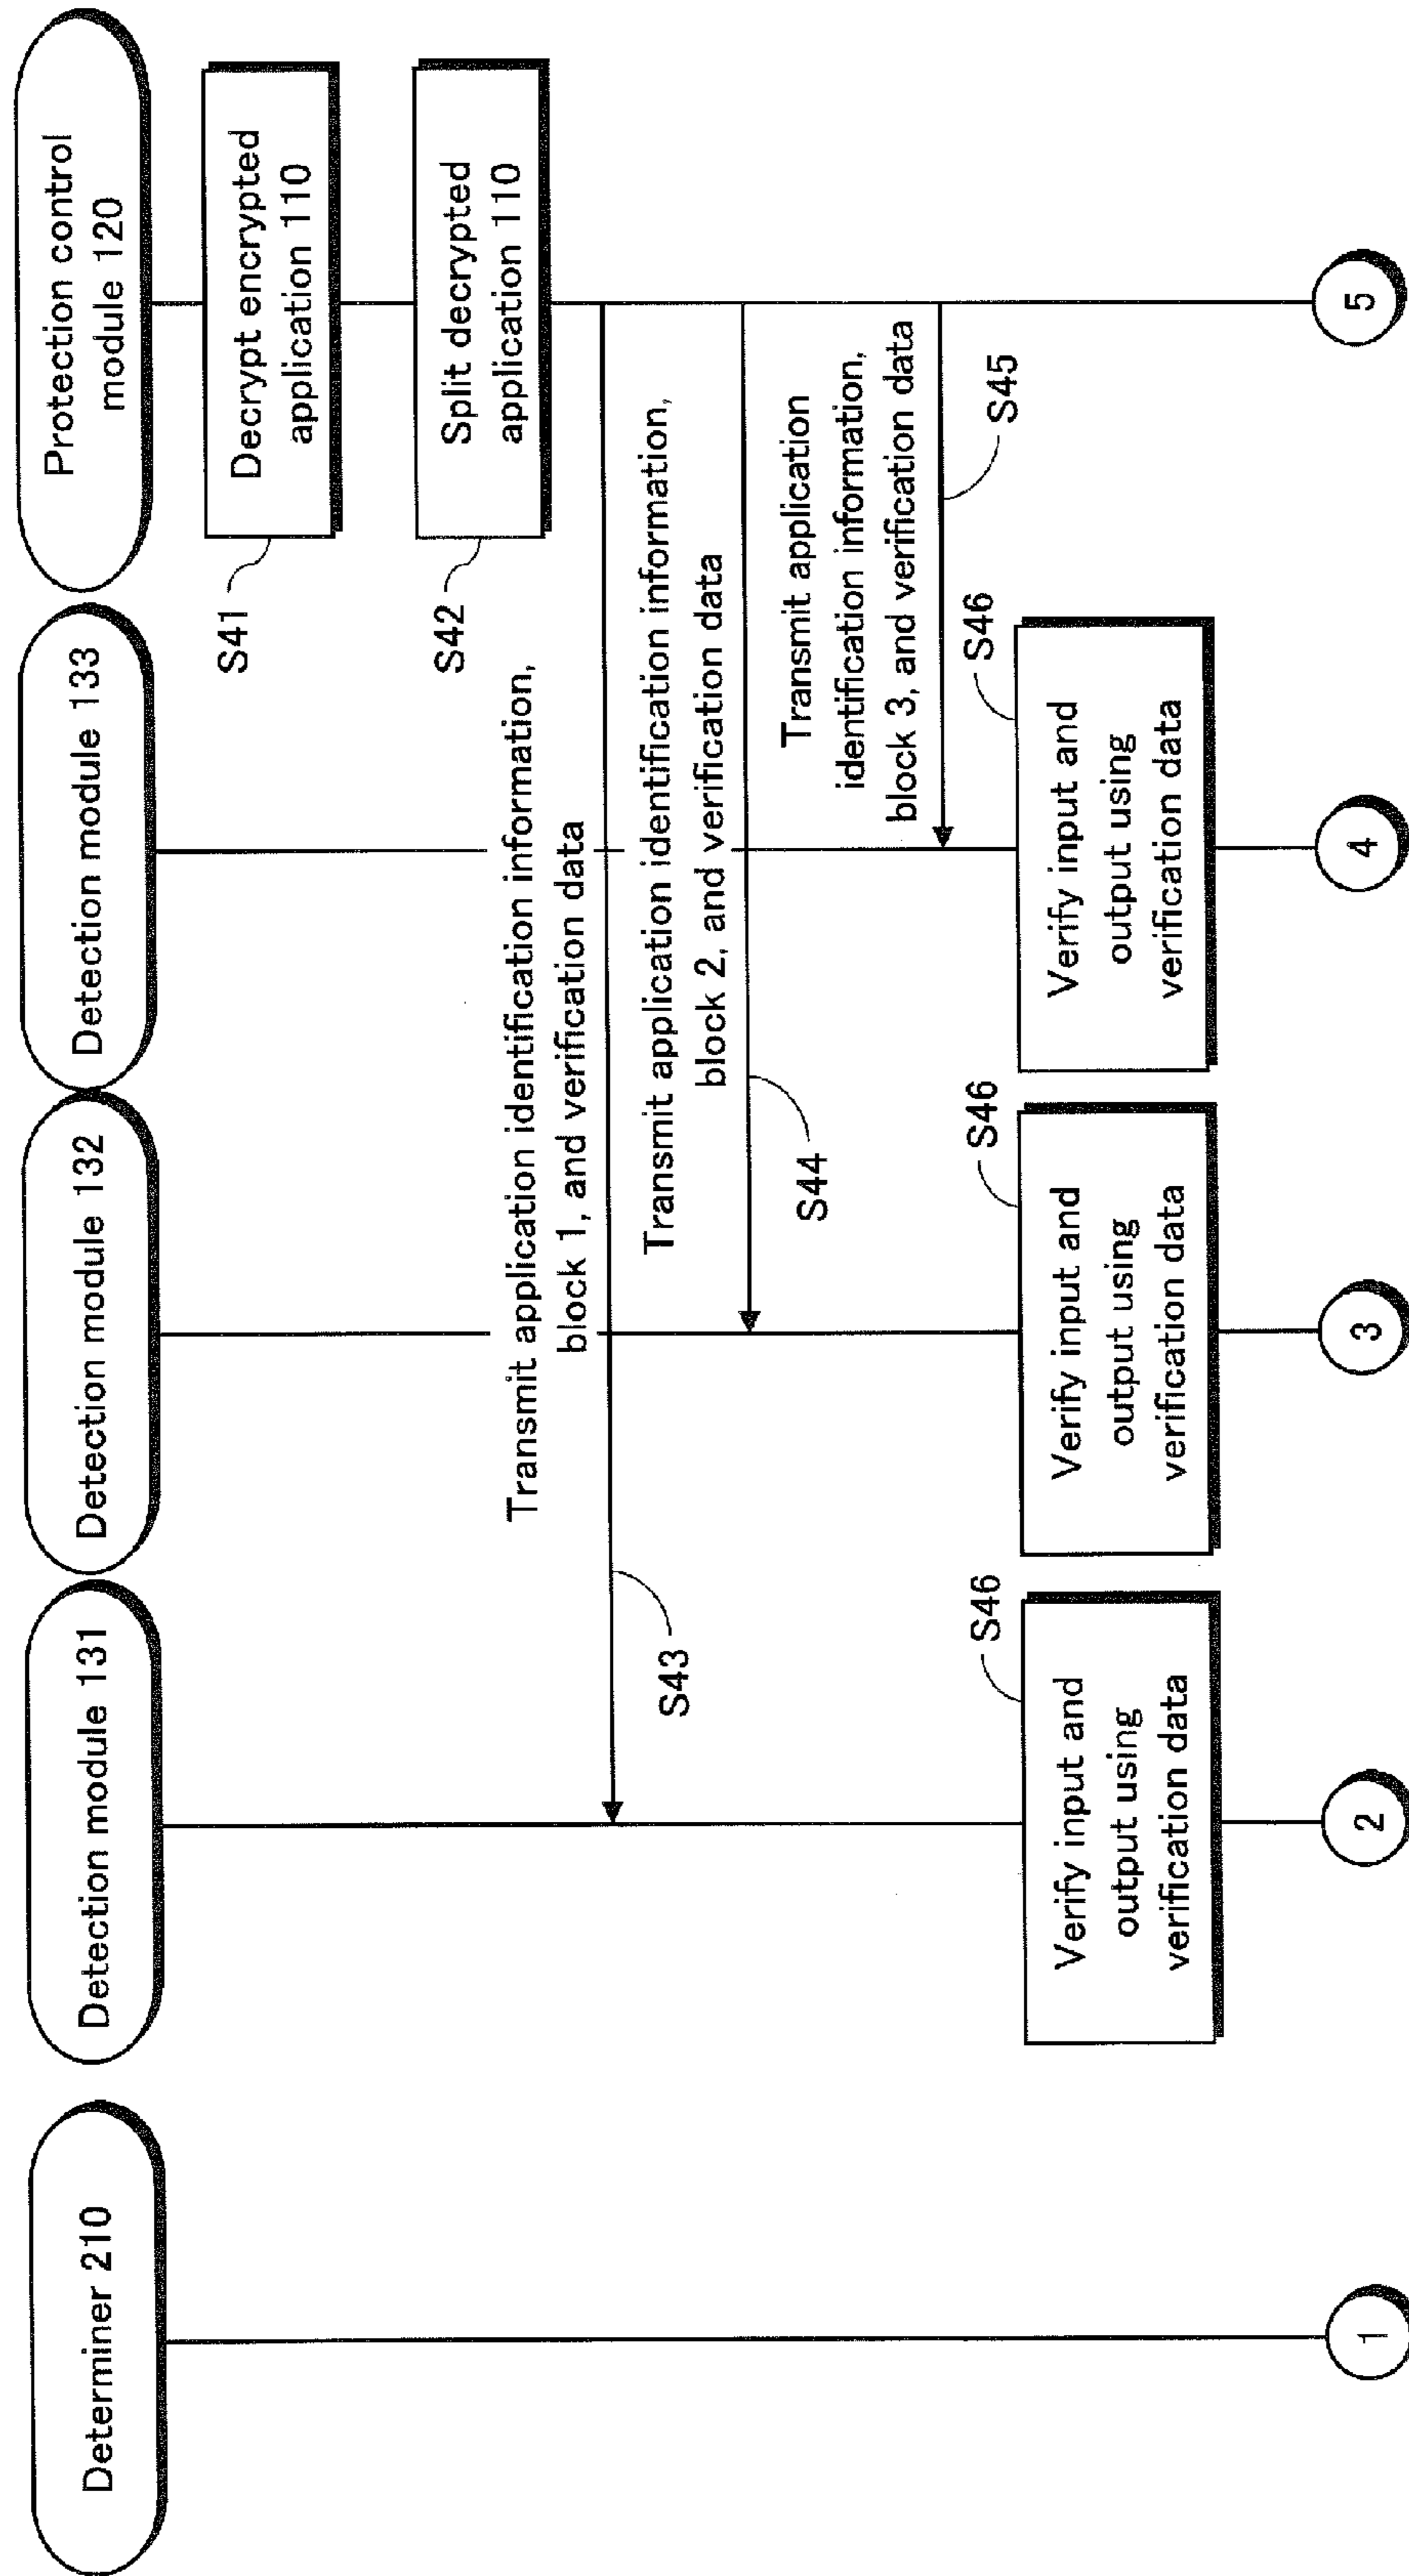 Determiner 210
Detection module 131
Detection module 132
Detection module 133
Protection control
module 120
Decrypt encrypted
application 110
S41
Split decrypted
application 110
S42
Transmit application identification information,
block 1, and verification data
S43
Transmit application identification information,
block 2, and verification data
S44
Transmit application
identification information,
block 3, and verification data
S45
Verify input and
output using
verification data
S46
Verify input and
output using
verification data
S46
Verify input and
output using
verification data
S46
1
2
3
4
5